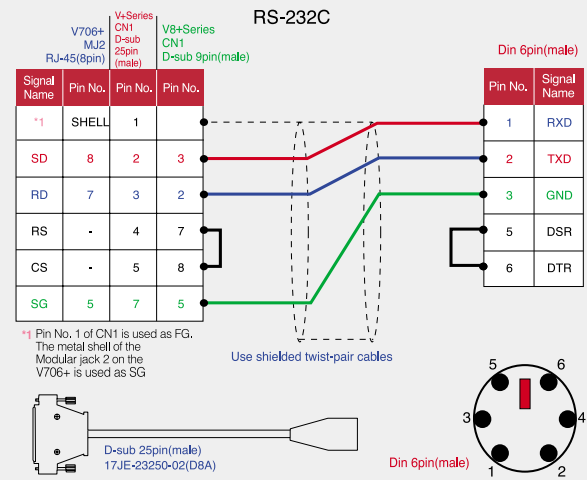 RS-232C
V706+
MJ2
RJ-45(8pin)
V+Series
CN1
D-sub
25pin
(male)
V8+Series
CN1
D-sub 9pin(male)
Din 6pin(male)
Signal Name Pin No. Pin No. Pin No.
*1 SHELL 1
SD 8 2 3
RD 7 3 2
RS - 4 7
CS - 5 8
SG 5 7 5
Pin No. Signal Name
1 RXD
2 TXD
3 GND
5 DSR
6 DTR
*1 Pin No. 1 of CN1 is used as FG.
The metal shell of the
Modular jack 2 on the
V706+ is used as SG
Use shielded twist-pair cables
D-sub 25pin(male)
17JE-23250-02(D8A)
Din 6pin(male)
5 6
3 4
1 2